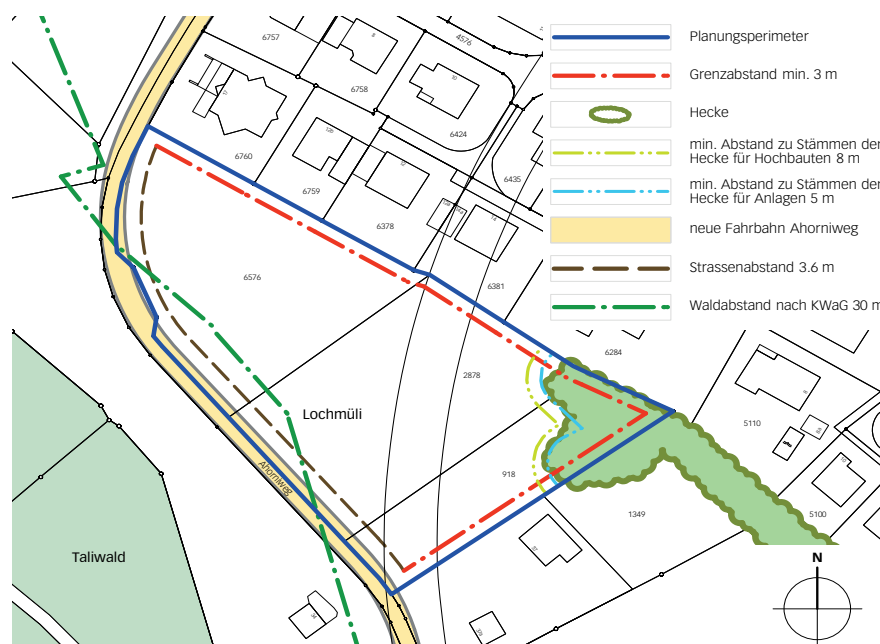 Planungsperimeter
Grenzabstand min. 3 m
Hecke
min. Abstand zu Stämmen der
Hecke für Hochbauten 8 m
min. Abstand zu Stämmen der
Hecke für Anlagen 5 m
neue Fahrbahn Ahorniweg
Strassenabstand 3.6 m
Waldabstand nach KWaG 30 m
6757
4576
6758
10
6424
6760
6759
6435
6378
14
6576
6381
6284
2878
Lochmüli
5110
918
Ahorniweg
1349
5100
Taliwald
N